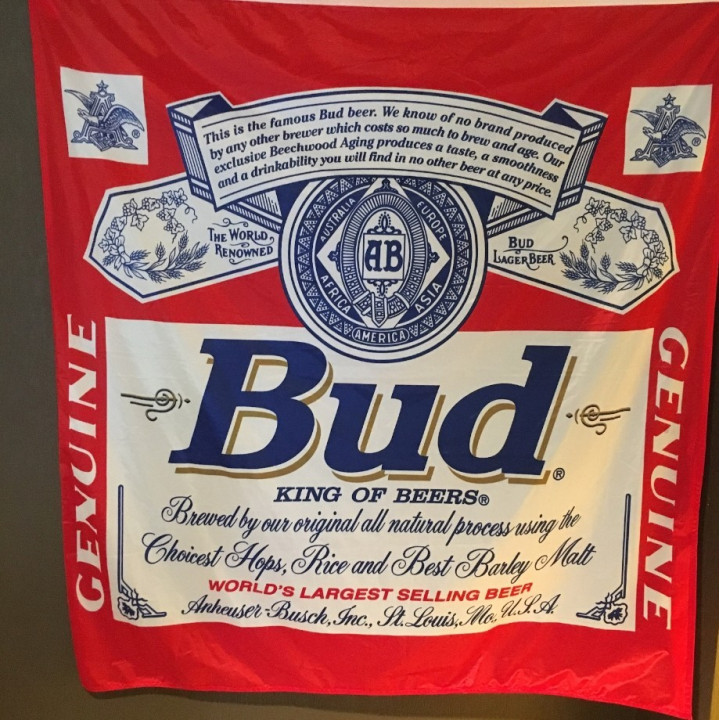 This is the famous Bud beer. We know of no brand produced
by any other brewer which costs so much to brew and age. Our
exclusive Beechwood Aging produces a taste, a smoothness
and a drinkability you will find in no other beer at any price.
THE WORLD
RENOWNED
BUD
LAGER BEER
AUSTRALIA
EUROPE
AB
AFRICA
ASIA
AMERICA
GENUINE
GENUINE
Bud®
KING OF BEERS®
Brewed by our original all natural process using the
Choicest Hops, Rice and Best Barley Malt
WORLD'S LARGEST SELLING BEER
Anheuser-Busch, Inc., St. Louis, Mo. U.S.A.